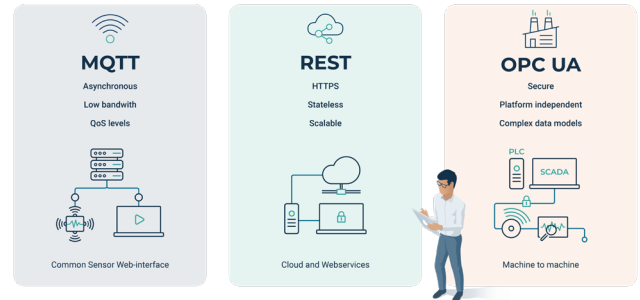 MQTT
Asynchronous
Low bandwith
QoS levels
Common Sensor Web-interface
REST
HTTPS
Stateless
Scalable
Cloud and Webservices
OPC UA
Secure
Platform independent
Complex data models
PLC
SCADA
Machine to machine